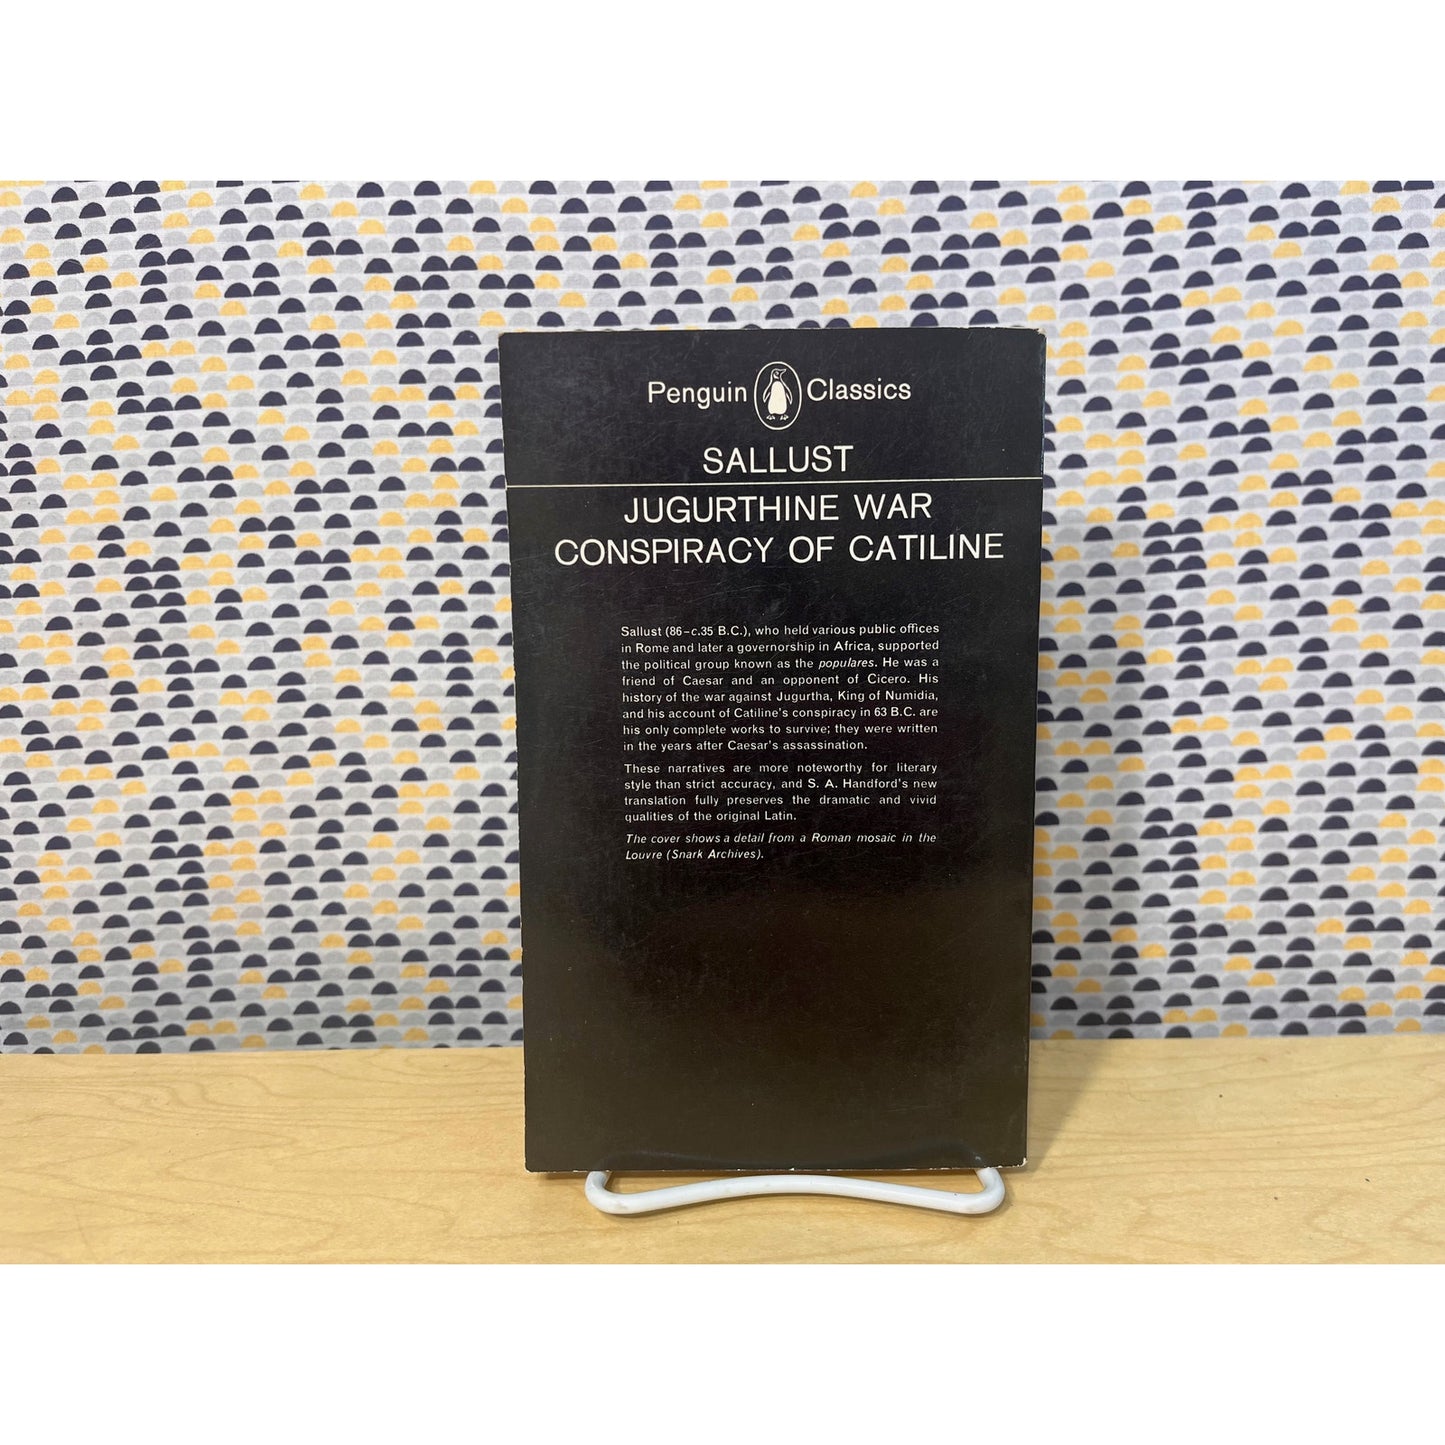 Penguin Classics
SALLUST
JUGURTHINE WAR
CONSPIRACY OF CATILINE
Sallust (86–c.35 B.C.), who held various public offices
in Rome and later a governorship in Africa, supported
the political group known as the populares. He was a
friend of Caesar and an opponent of Cicero. His
history of the war against Jugurtha, King of Numidia,
and his account of Catiline's conspiracy in 63 B.C. are
his only complete works to survive; they were written
in the years after Caesar's assassination.
These narratives are more noteworthy for literary
style than strict accuracy, and S. A. Handford's new
translation fully preserves the dramatic and vivid
qualities of the original Latin.
The cover shows a detail from a Roman mosaic in the
Louvre (Snark Archives).